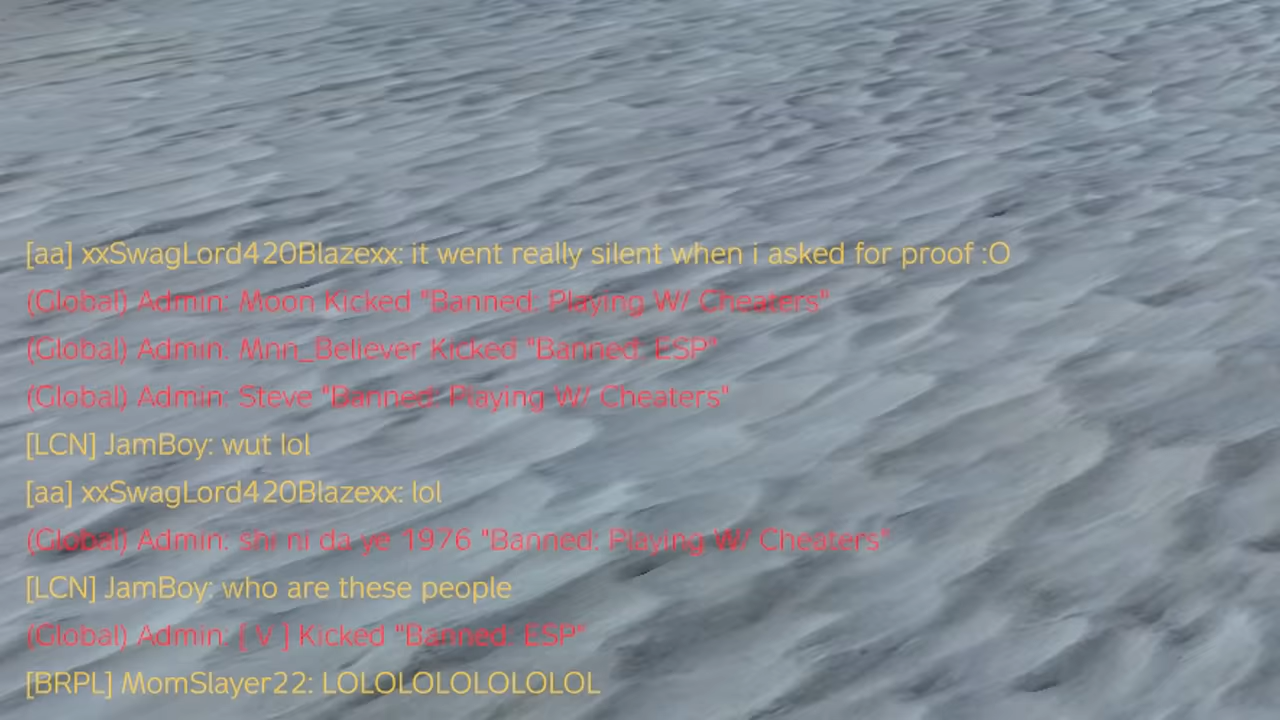 [aa] xxSwagLord420Blazexx: it went really silent when i asked for proof :O
(Global) Admin: Moon Kicked "Banned: Playing W/ Cheaters"
(Global) Admin: Mnn_Believer Kicked "Banned: ESP"
(Global) Admin: Steve "Banned: Playing W/ Cheaters"
[LCN] JamBoy: wut lol
[aa] xxSwagLord420Blazexx: lol
(Global) Admin: shi ni da ye 1976 "Banned: Playing W/ Cheaters"
[LCN] JamBoy: who are these people
(Global) Admin: [ V ] Kicked "Banned: ESP"
[BRPL] MomSlayer22: LOLOLOLOLOLOLOL